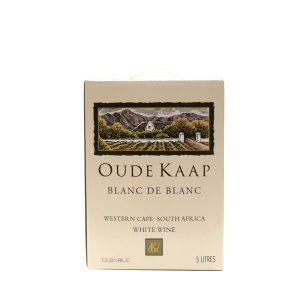 OUDE KAAP
BLANC DE BLANC
WESTERN CAPE · SOUTH AFRICA
WHITE WINE
5 LITRES